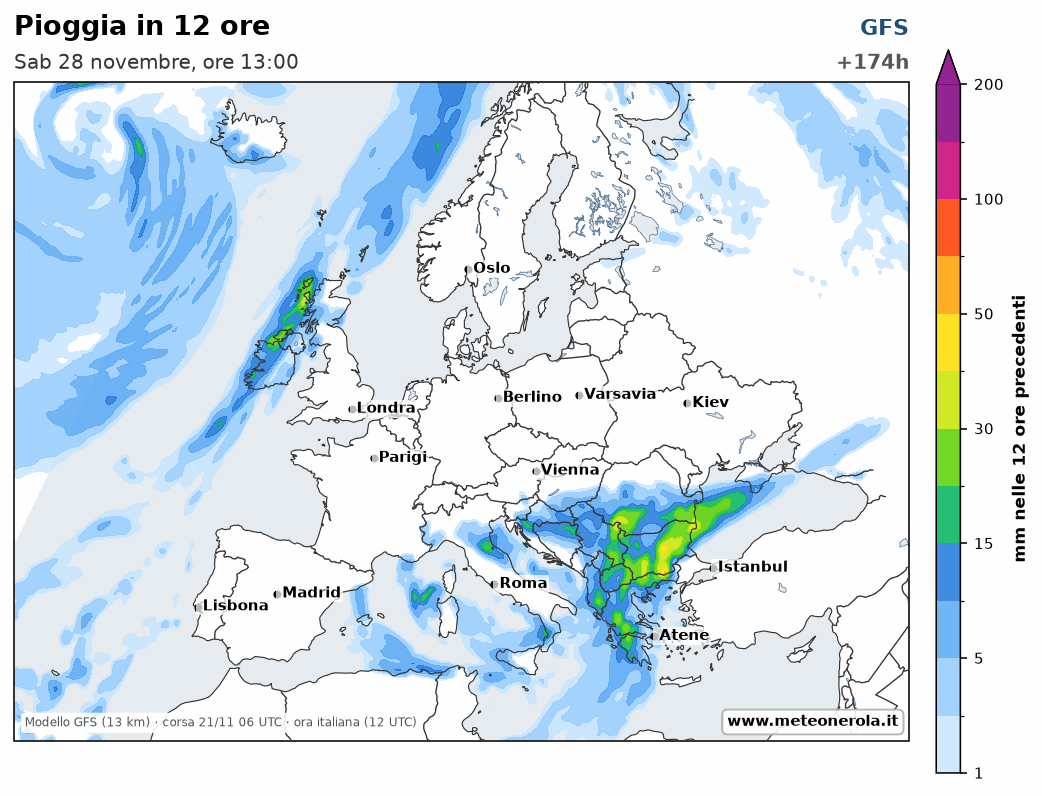 Pioggia in 12 ore
GFS
Sab 28 novembre, ore 13:00
+174h
200
100
50
30
15
5
1
mm nelle 12 ore precedenti
Oslo
Berlino
Varsavia
Kiev
Londra
Parigi
Vienna
Istanbul
Roma
Madrid
Lisbona
Atene
Modello GFS (13 km) · corsa 21/11 06 UTC · ora italiana (12 UTC)
www.meteonerola.it